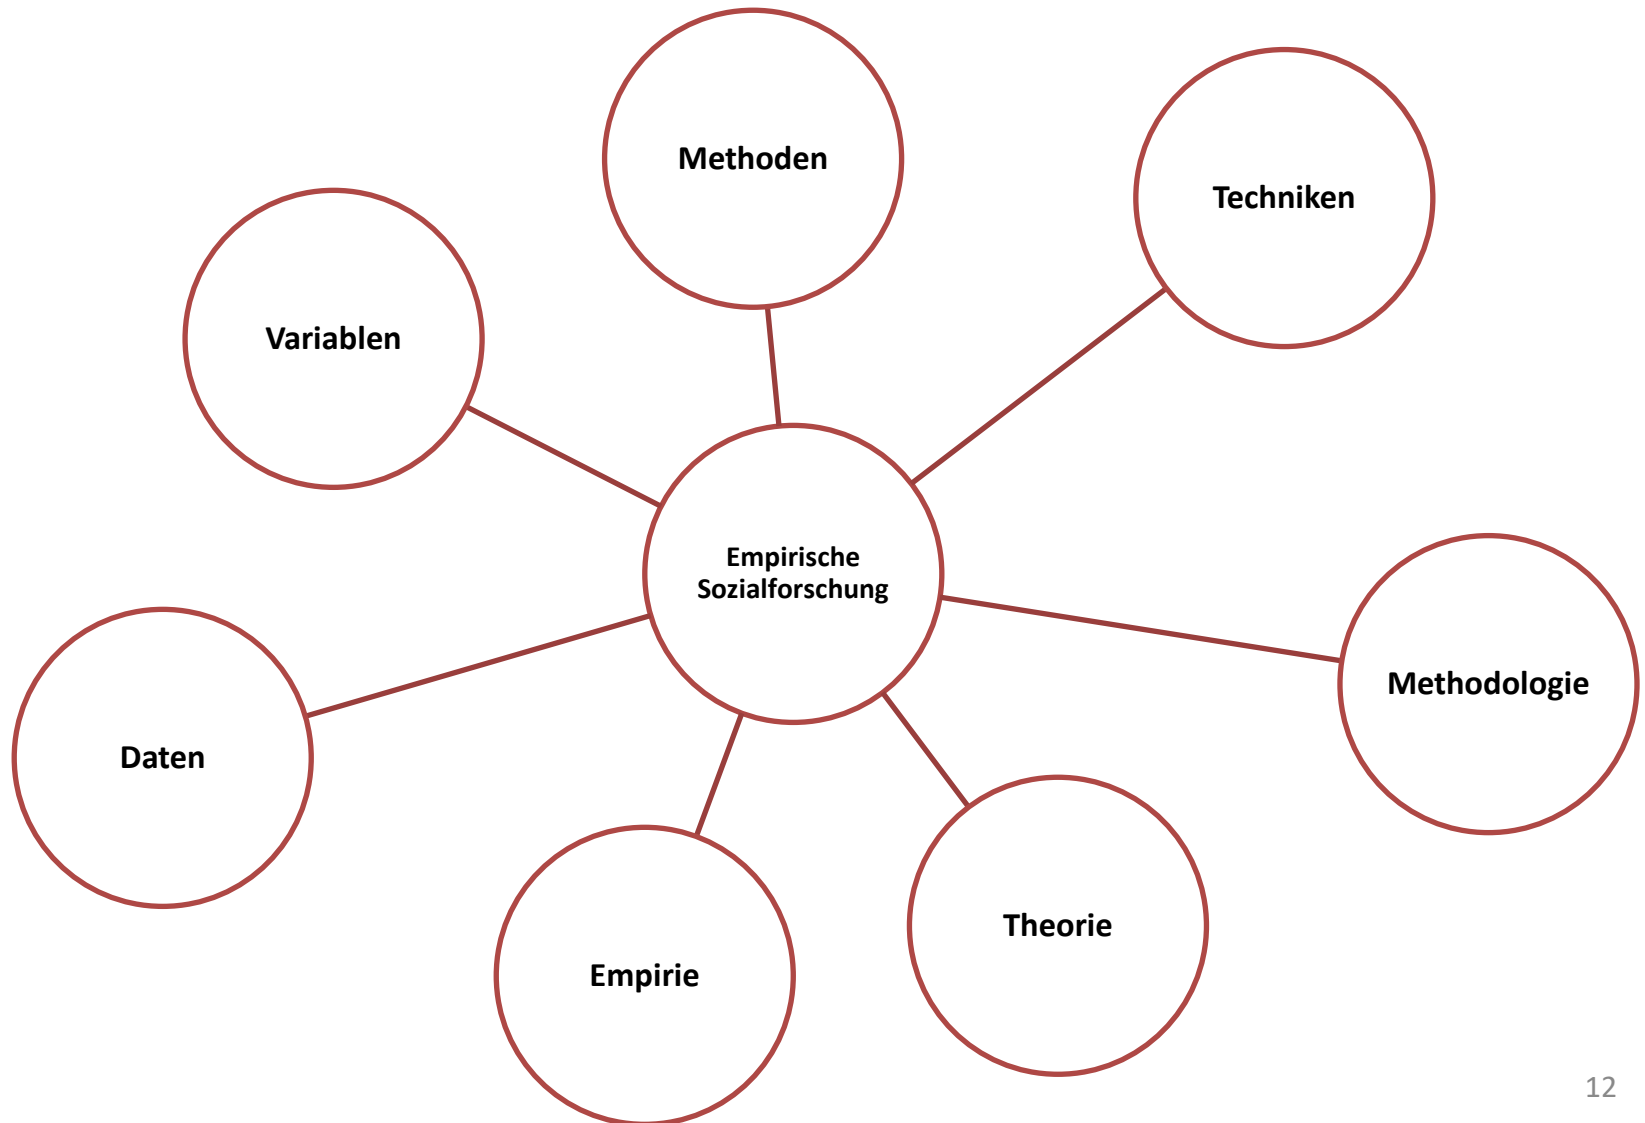 Methoden
Techniken
Variablen
Empirische
Sozialforschung
Methodologie
Daten
Theorie
Empirie
12